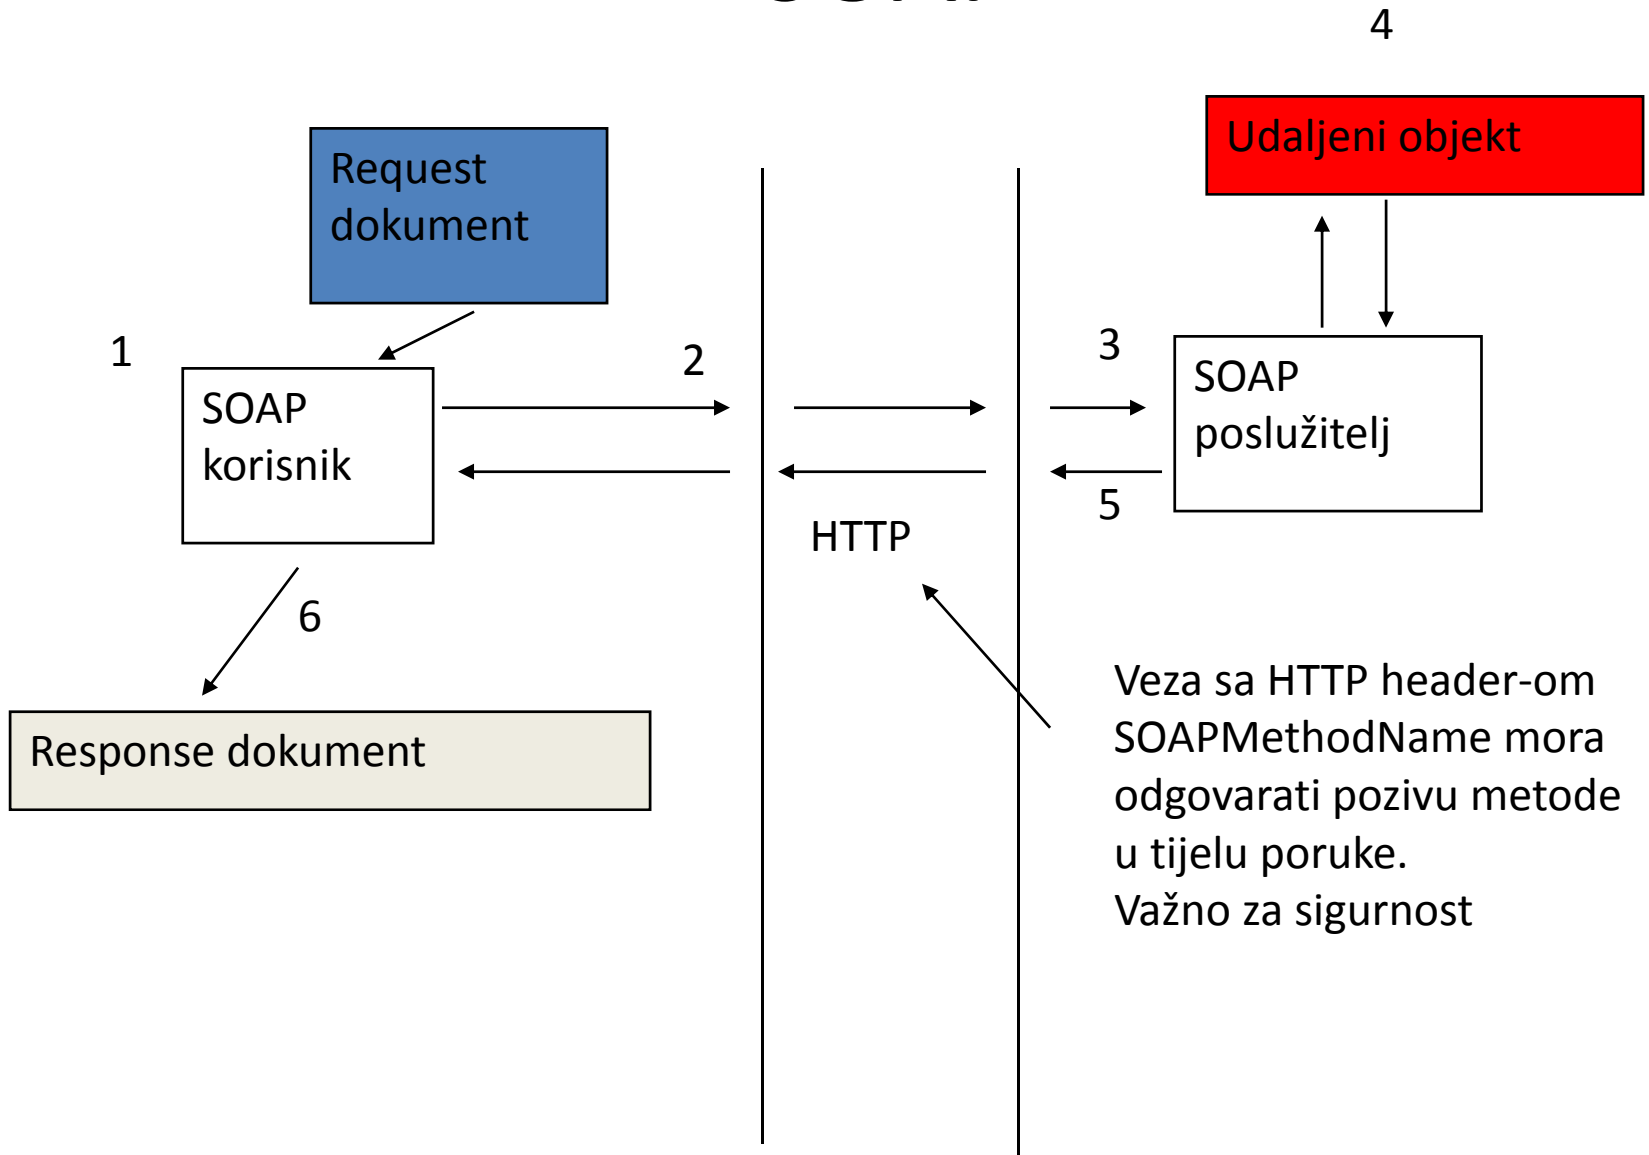 4
Udaljeni objekt
Request
dokument
1
2
3
SOAP
korisnik
SOAP
poslužitelj
5
HTTP
6
Veza sa HTTP header-om
SOAPMethodName mora
odgovarati pozivu metode
u tijelu poruke.
Važno za sigurnost
Response dokument